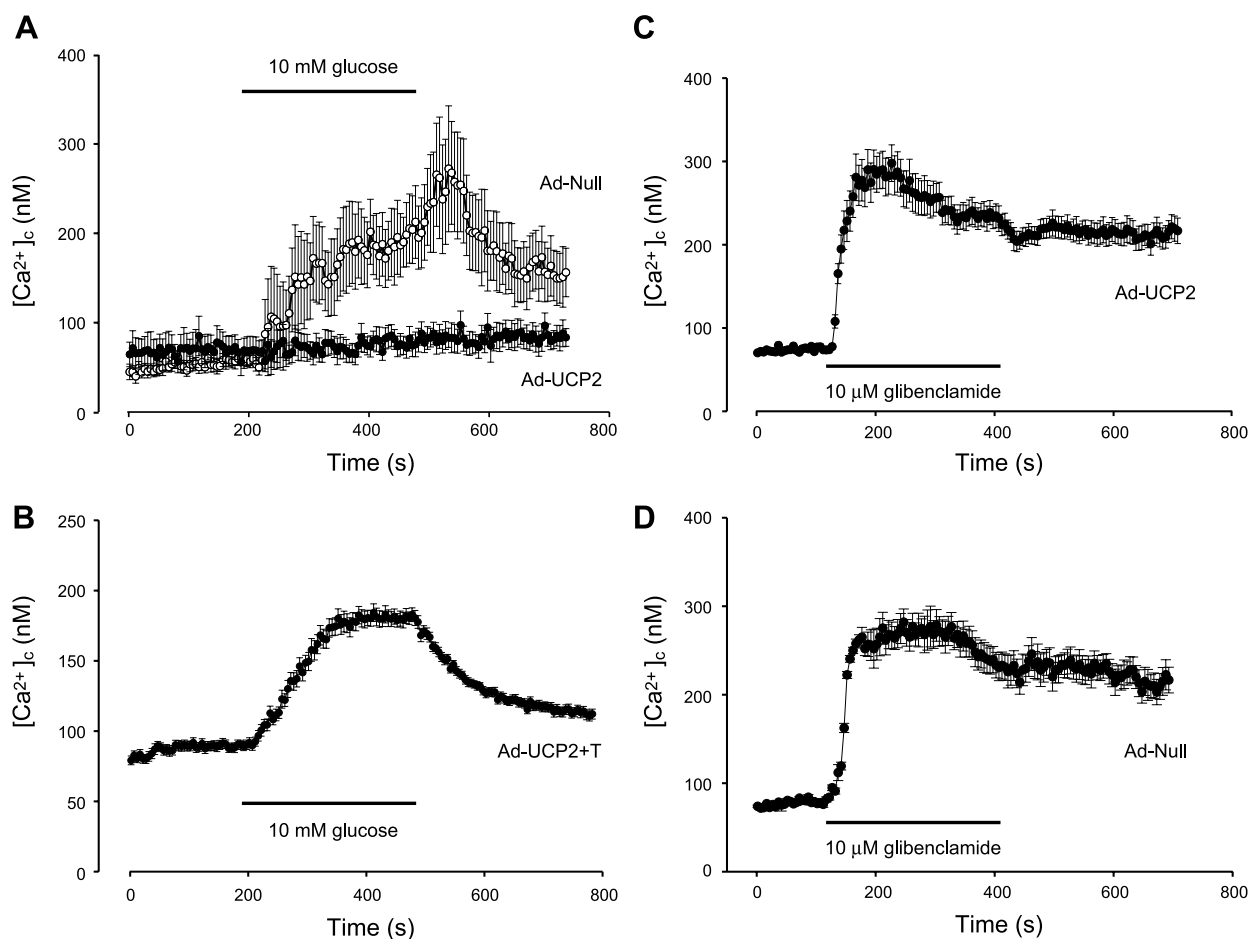 A
10 mM glucose
Ad-Null
Ad-UCP2
[Ca²⁺]c (nM)
400
300
200
100
0
0 200 400 600 800
Time (s)
B
Ad-UCP2+T
10 mM glucose
[Ca²⁺]c (nM)
250
200
150
100
50
0
0 200 400 600 800
Time (s)
C
Ad-UCP2
10 μM glibenclamide
[Ca²⁺]c (nM)
400
300
200
100
0
0 200 400 600 800
Time (s)
D
Ad-Null
10 μM glibenclamide
[Ca²⁺]c (nM)
400
300
200
100
0
0 200 400 600 800
Time (s)